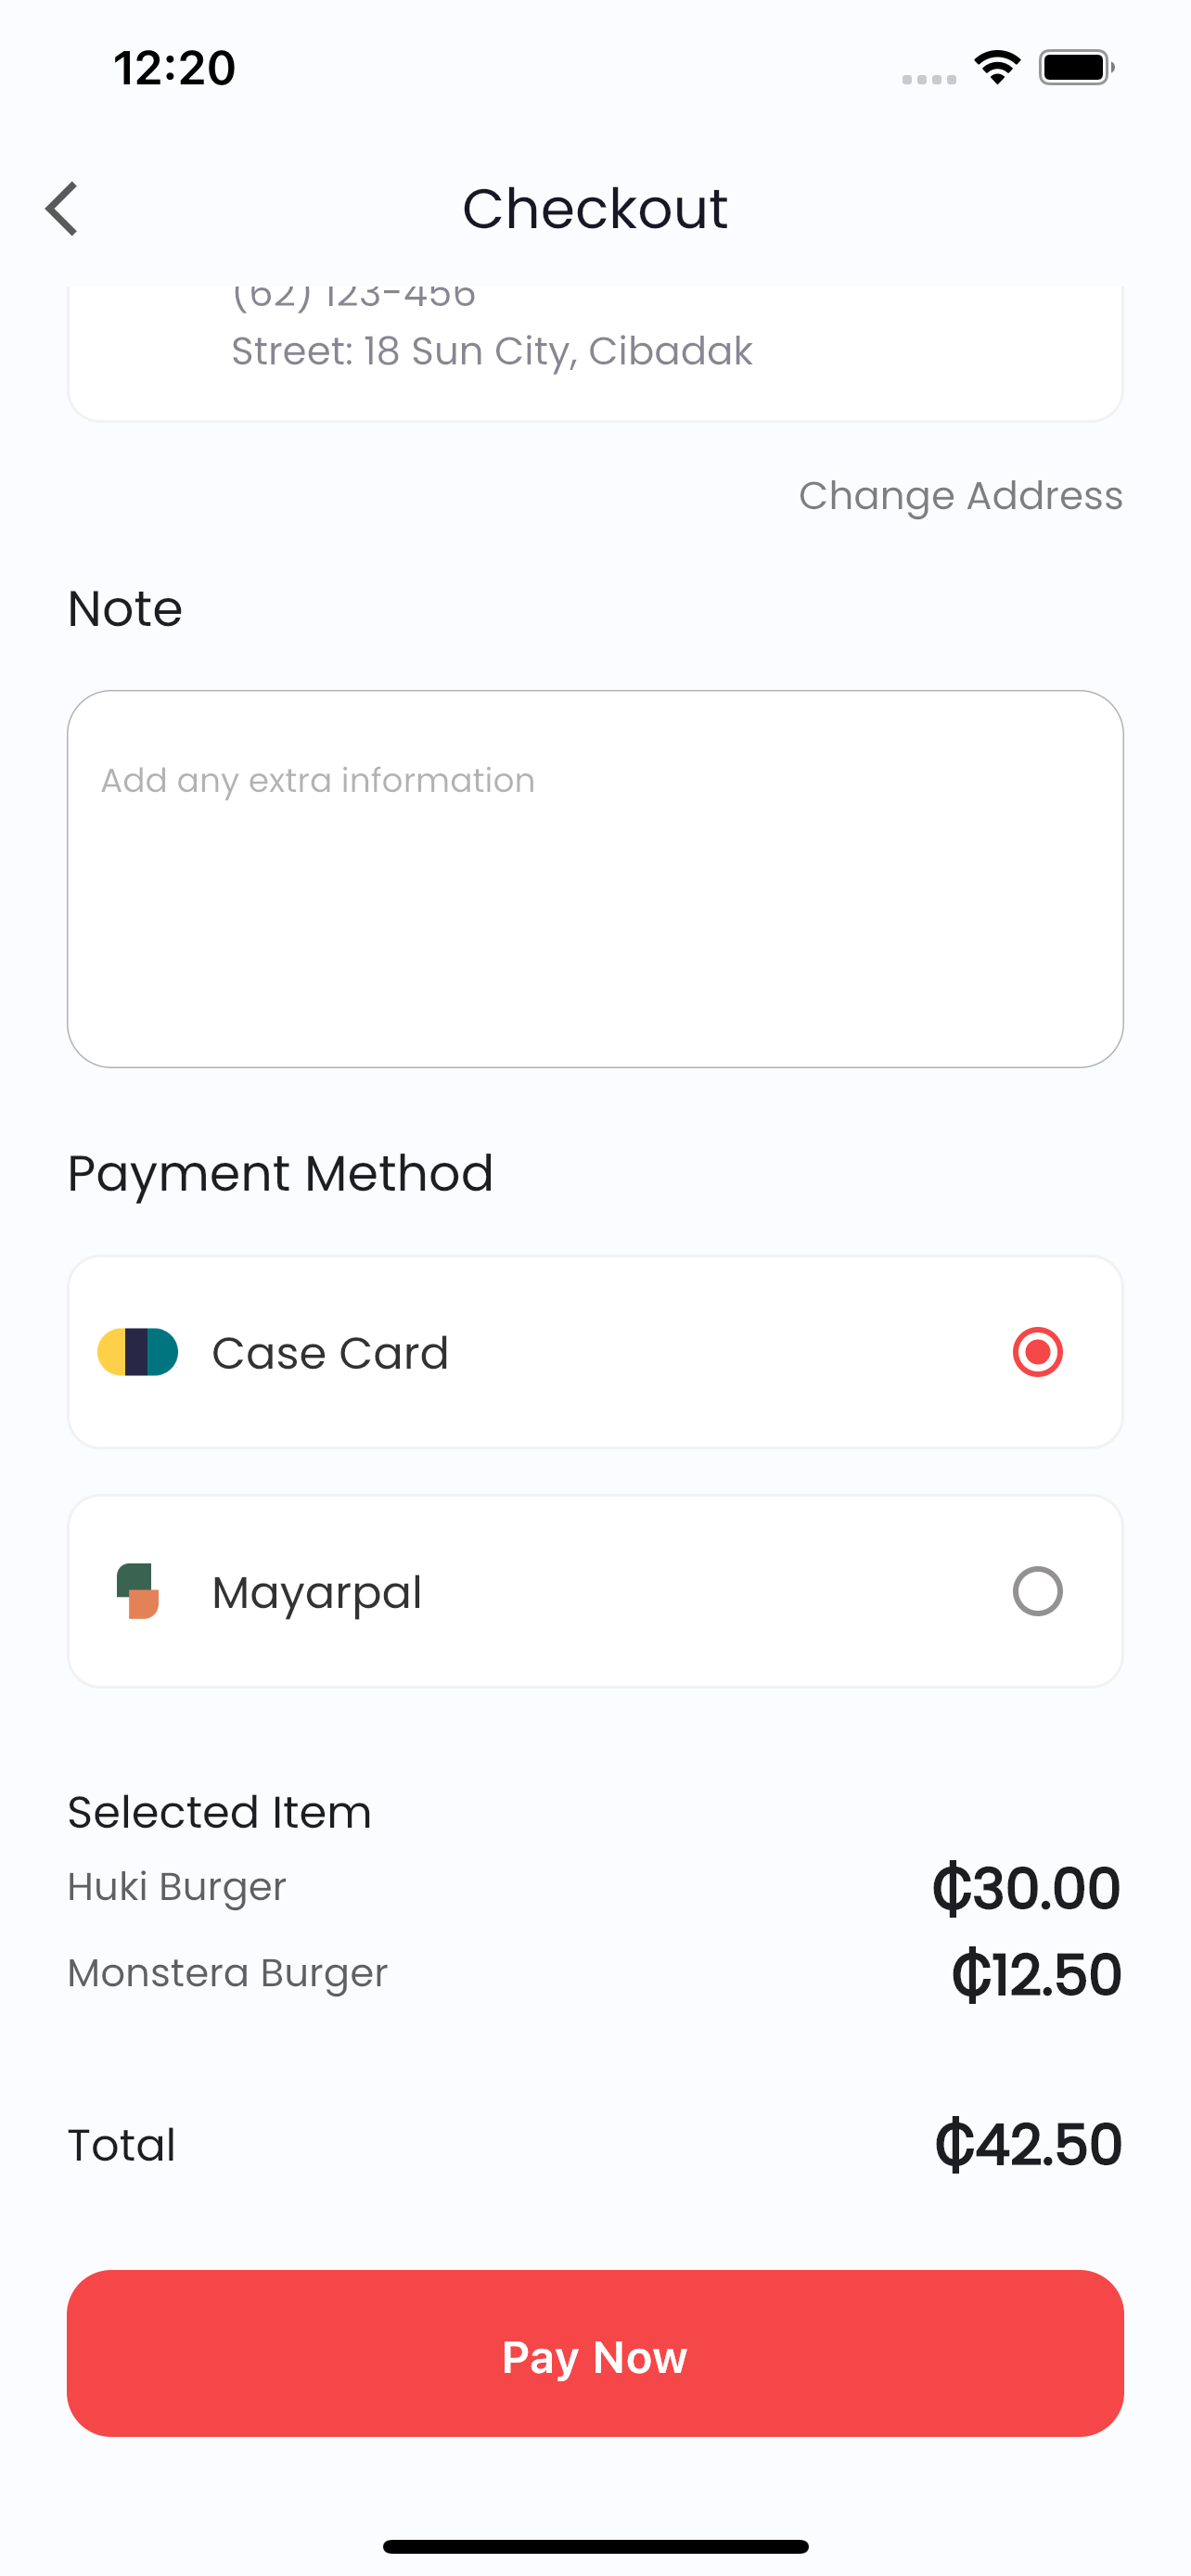 12:20
Checkout
(62) 123-456
Street: 18 Sun City, Cibadak
Change Address
Note
Add any extra information
Payment Method
Case Card
Mayarpal
Selected Item
Huki Burger ₵30.00
Monstera Burger ₵12.50
Total ₵42.50
Pay Now